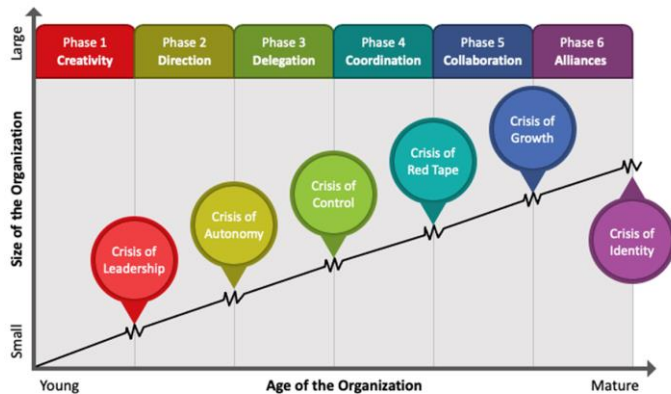 Large
Phase 1
Creativity
Phase 2
Direction
Phase 3
Delegation
Phase 4
Coordination
Phase 5
Collaboration
Phase 6
Alliances
Size of the Organization
Crisis of
Leadership
Crisis of
Autonomy
Crisis of
Control
Crisis of
Red Tape
Crisis of
Growth
Crisis of
Identity
Small
Young
Age of the Organization
Mature